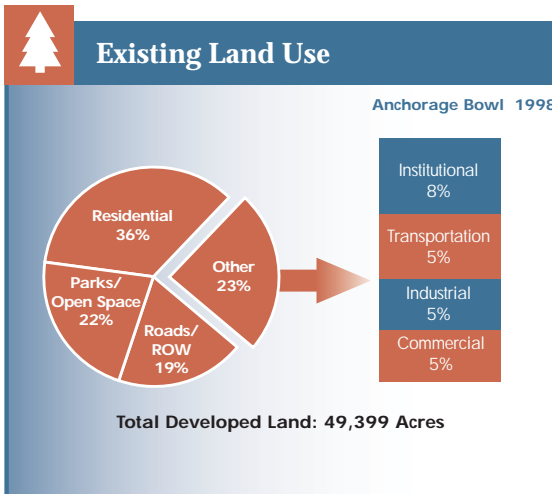 Existing Land Use
Anchorage Bowl 1998
Residential
36%
Other
23%
Parks/
Open Space
22%
Roads/
ROW
19%
Institutional
8%
Transportation
5%
Industrial
5%
Commercial
5%
Total Developed Land: 49,399 Acres